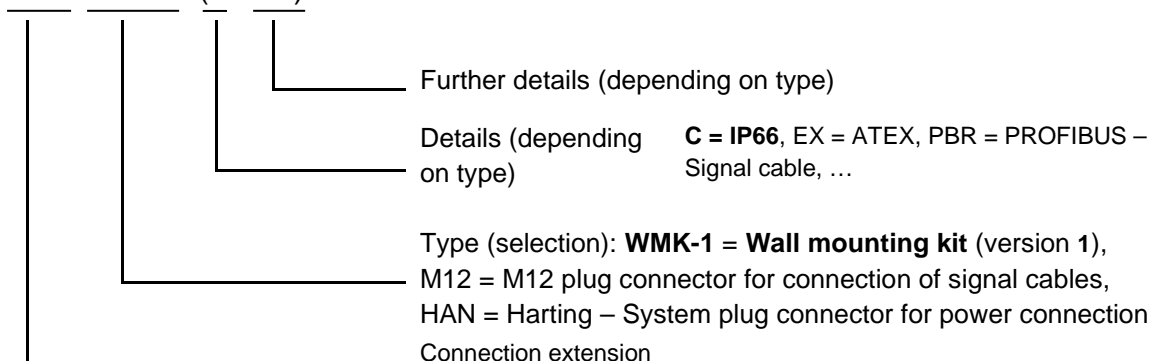 Further details (depending on type)
Details (depending
on type)
C = IP66, EX = ATEX, PBR = PROFIBUS –
Signal cable, …
Type (selection): WMK-1 = Wall mounting kit (version 1),
M12 = M12 plug connector for connection of signal cables,
HAN = Harting – System plug connector for power connection
Connection extension